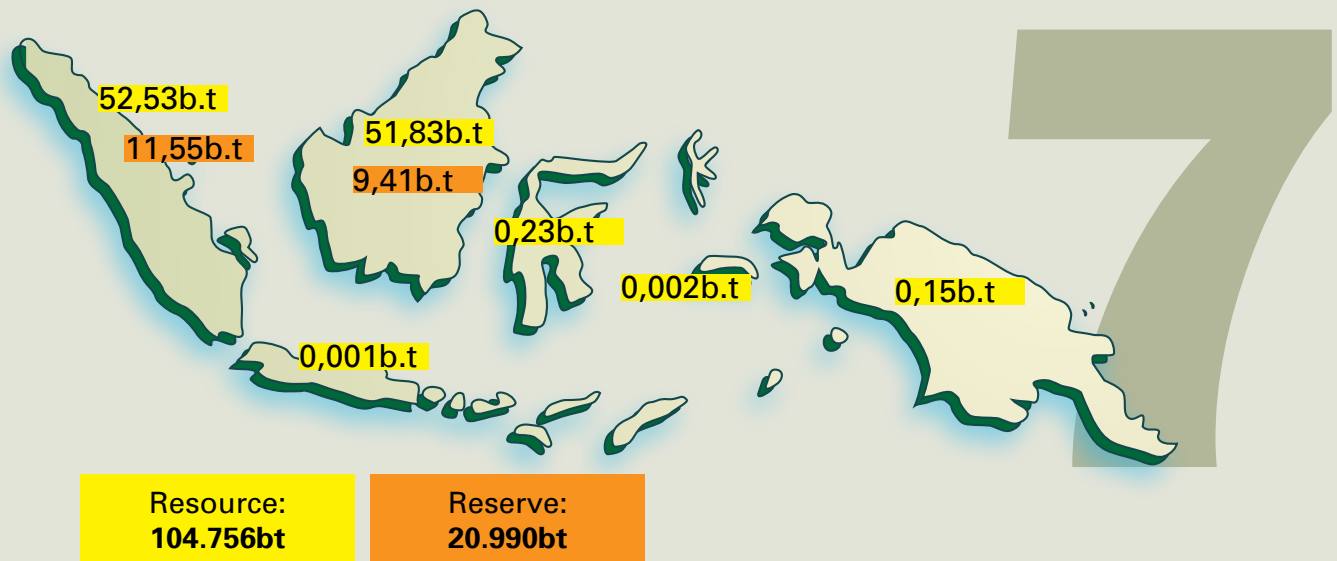 7
52,53b.t
11,55b.t
51,83b.t
9,41b.t
0,23b.t
0,002b.t
0,15b.t
0,001b.t
Resource:
104.756bt
Reserve:
20.990bt